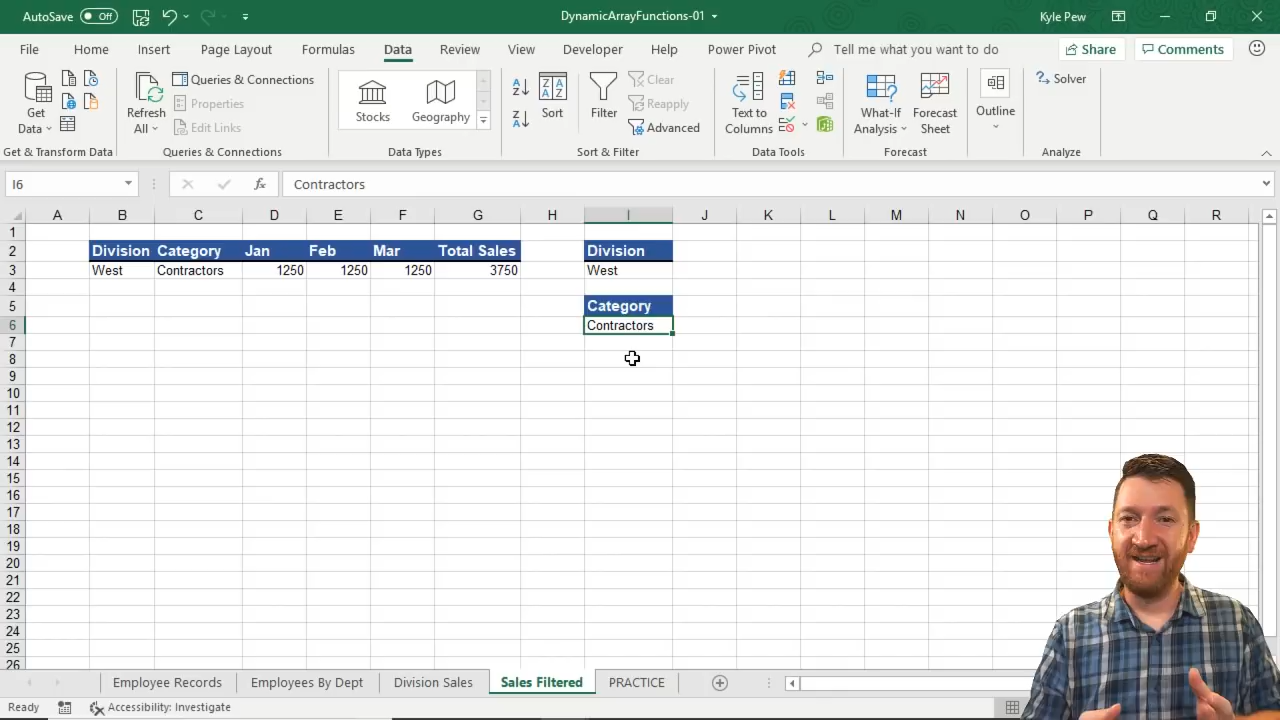 AutoSave Off
DynamicArrayFunctions-01
Kyle Pew
File Home Insert Page Layout Formulas Data Review View Developer Help Power Pivot Tell me what you want to do Share Comments
Get Data
Refresh All
Queries & Connections
Properties
Edit Links
Stocks
Geography
Sort
Filter
Clear
Reapply
Advanced
Text to Columns
What-If Analysis
Forecast Sheet
Outline
Solver
Get & Transform Data Queries & Connections Data Types Sort & Filter Data Tools Forecast Analyze
I6 fx Contractors
A B C D E F G H I J K L M N O P Q R
1
2 Division Category Jan Feb Mar Total Sales Division
3 West Contractors 1250 1250 1250 3750 West
4
5 Category
6 Contractors
7
8
9
10
11
12
13
14
15
16
17
18
19
20
21
22
23
24
25
26
Employee Records Employees By Dept Division Sales Sales Filtered PRACTICE
Ready Accessibility: Investigate